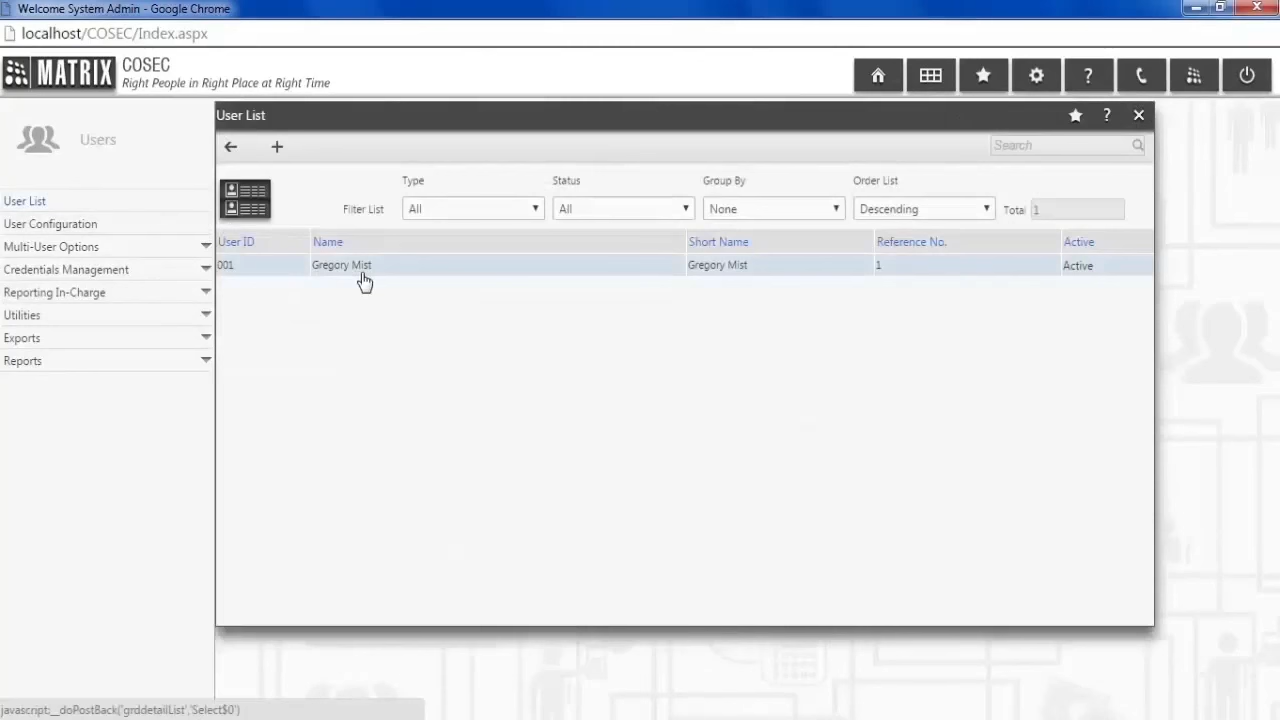 Welcome System Admin - Google Chrome
localhost/COSEC/Index.aspx
MATRIX
COSEC
Right People in Right Place at Right Time
?
Users
User List
User Configuration
Multi-User Options
Credentials Management
Reporting In-Charge
Utilities
Exports
Reports
User List
?
Search
Type
Status
Group By
Order List
Filter List
All
All
None
Descending
Total
1
User ID
Name
Short Name
Reference No.
Active
001
Gregory Mist
Gregory Mist
1
Active
javascript:__doPostBack('grddetailList','Select$0')